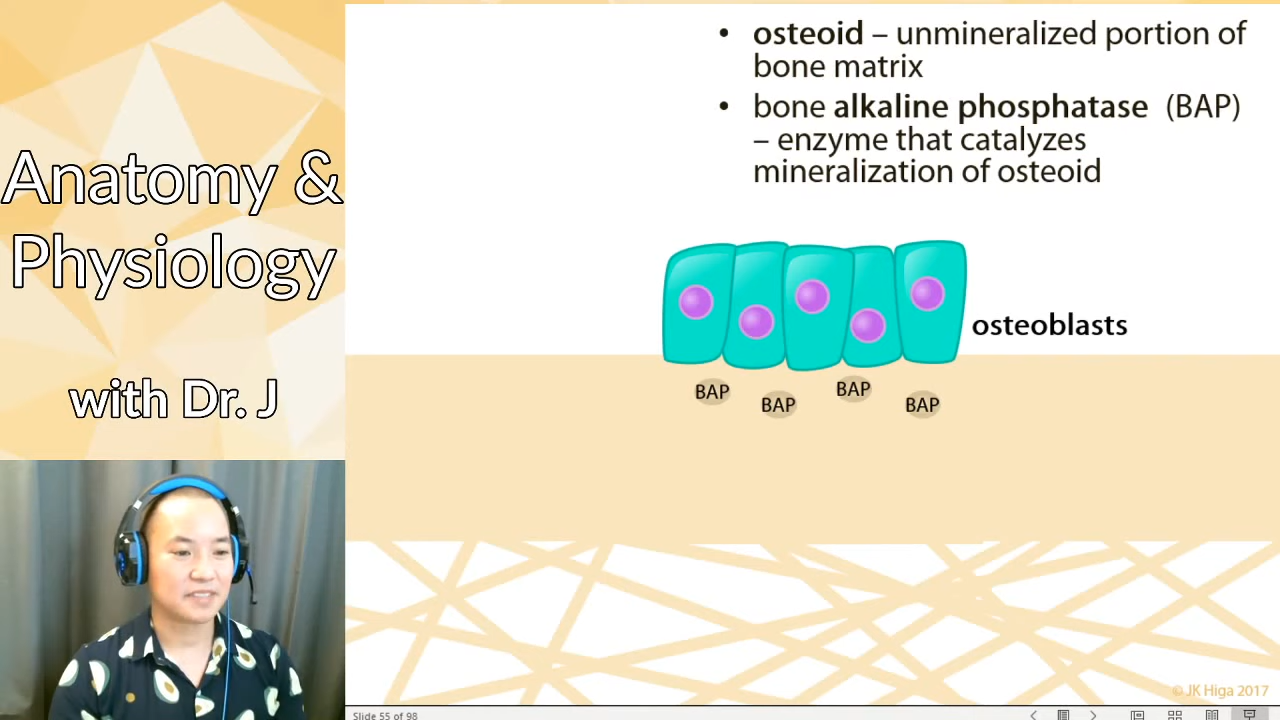 Anatomy &
Physiology
with Dr. J
• osteoid – unmineralized portion of
bone matrix
• bone alkaline phosphatase (BAP)
– enzyme that catalyzes
mineralization of osteoid
osteoblasts
BAP
BAP
BAP
BAP
© JK Higa 2017
Slide 55 of 98